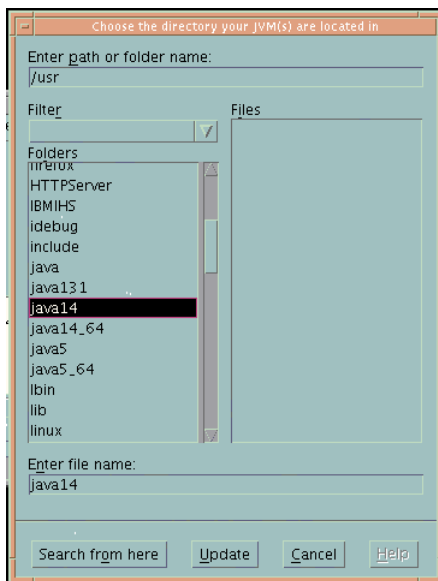 Choose the directory your JVM(s) are located in
Enter path or folder name:
/usr
Filter
Files
Folders
firefox
HTTPServer
IBMIHS
idebug
include
java
java131
java14
java14_64
java5
java5_64
lbin
lib
linux
Enter file name:
java14
Search from here
Update
Cancel
Help